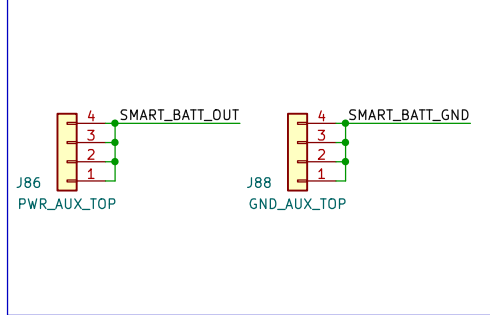 4 SMART_BATT_OUT
3
2
1
J86
PWR_AUX_TOP
4 SMART_BATT_GND
3
2
1
J88
GND_AUX_TOP